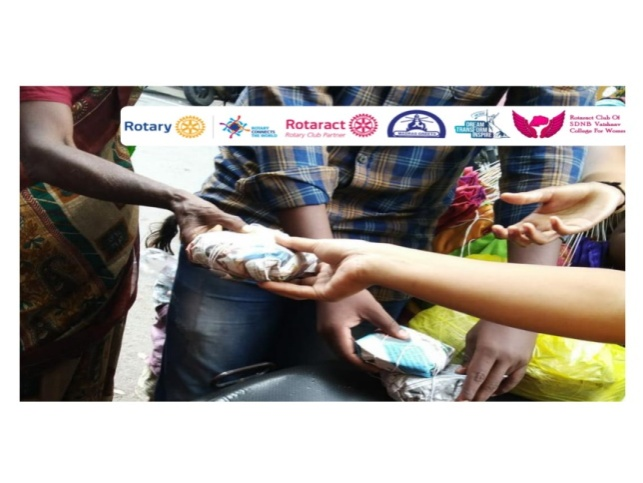 Rotary
ROTARY
CONNECTS
THE WORLD
Rotaract
Rotary Club Partner
DREAM
TRANSFORM
INSPIRE
Rotaract Club Of
SDNB Vaishnav
College For Women